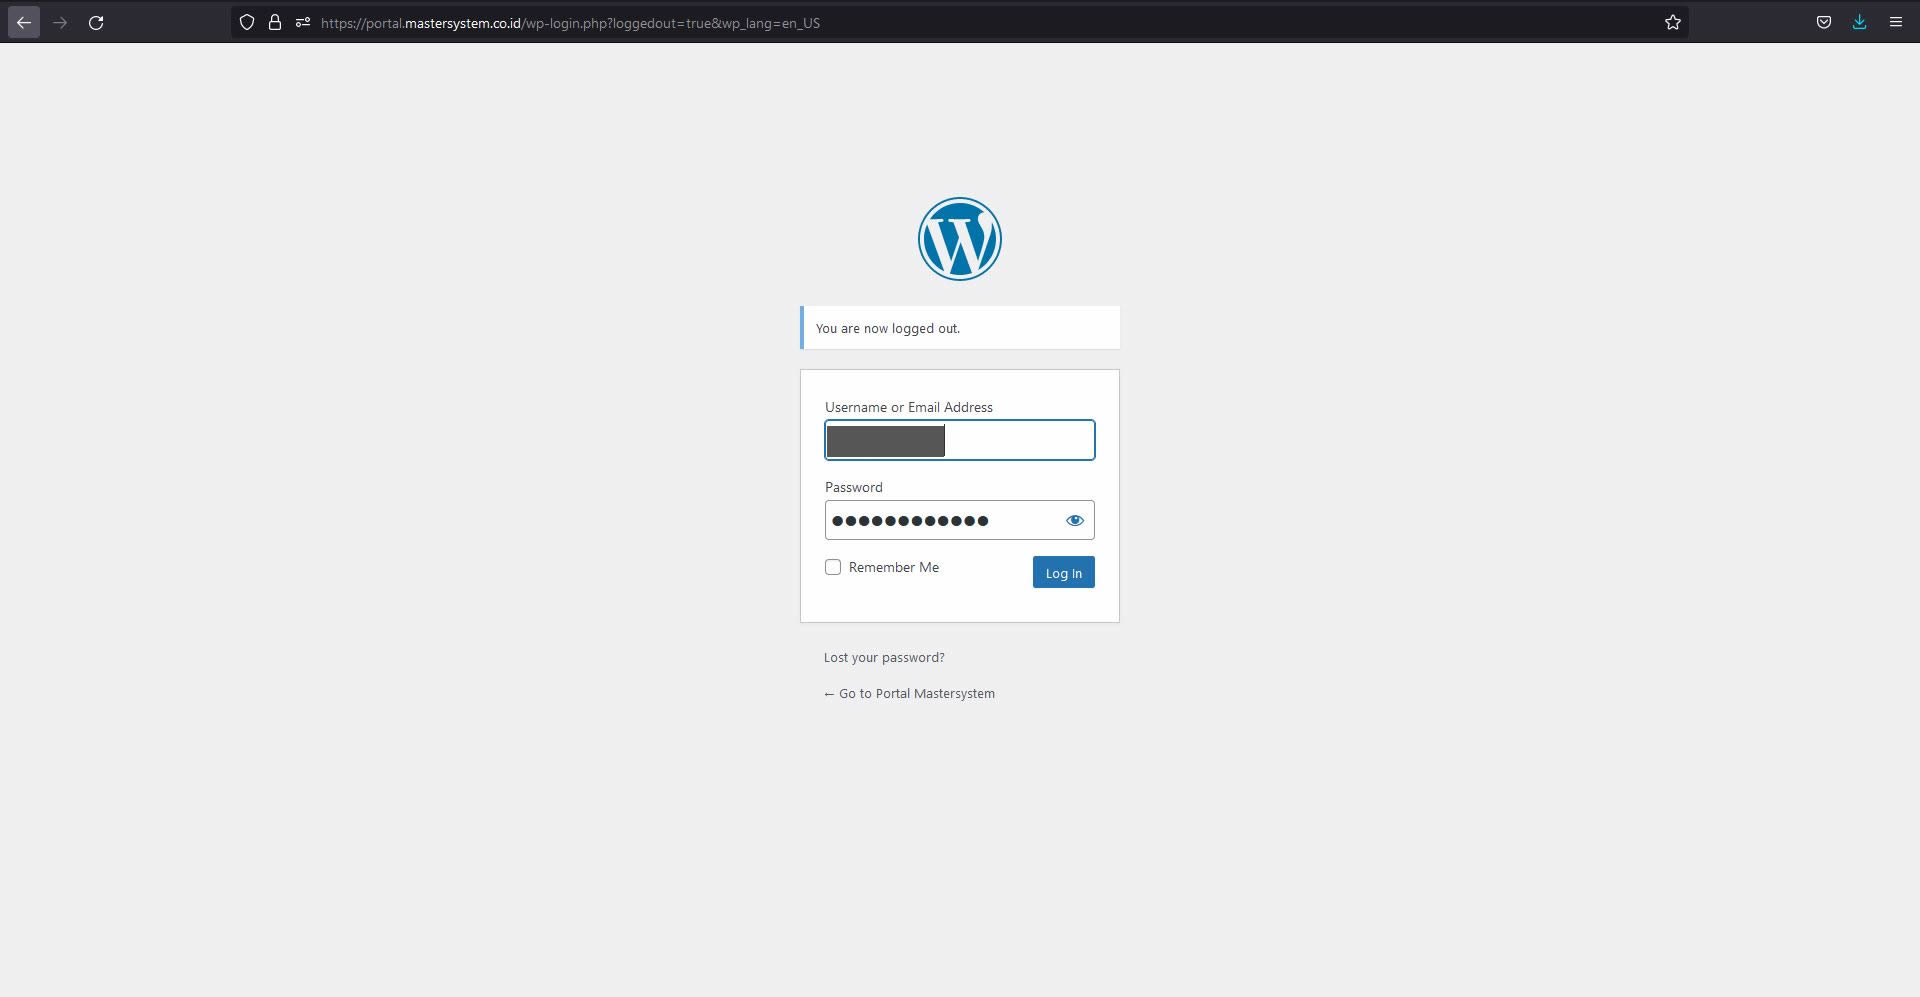 https://portal.mastersystem.co.id/wp-login.php?loggedout=true&wp_lang=en_US
You are now logged out.
Username or Email Address
Password
Remember Me
Log In
Lost your password?
← Go to Portal Mastersystem